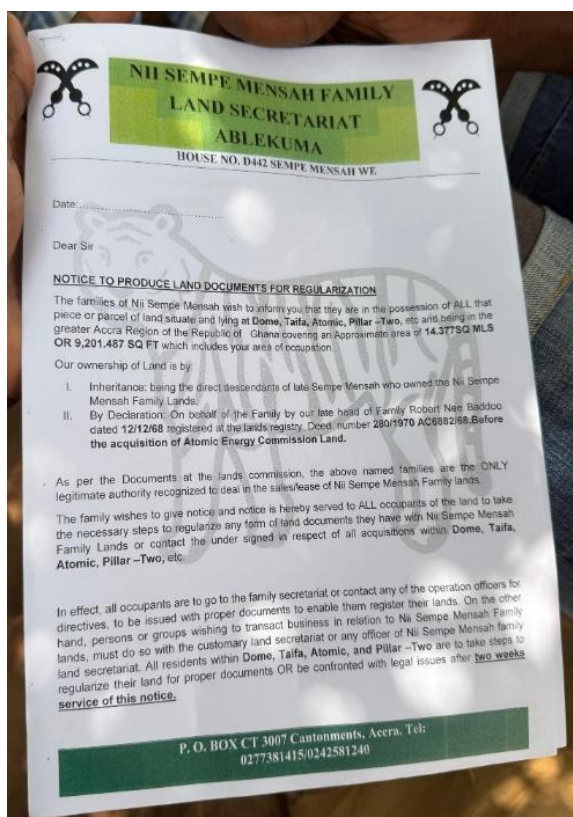 NII SEMPE MENSAH FAMILY
LAND SECRETARIAT
ABLEKUMA
HOUSE NO. D442 SEMPE MENSAH WE
Date:..........................................
Dear Sir
NOTICE TO PRODUCE LAND DOCUMENTS FOR REGULARIZATION
The families of Nii Sempe Mensah wish to inform you that they are in the possession of ALL that
piece or parcel of land situate and lying at Dome, Taifa, Atomic, Pillar –Two, etc and being in the
greater Accra Region of the Republic of Ghana covering an Approximate area of 14.377SQ MLS
OR 9,201.487 SQ FT which includes your area of occupation.
Our ownership of Land is by:
I. Inheritance: being the direct descendants of late Sempe Mensah who owned the Nii Sempe
Mensah Family Lands.
II. By Declaration: On behalf of the Family by our late head of Family Robert Nee Baddoo
dated 12/12/68 registered at the lands registry. Deed number 280/1970 AC6882/68.Before
the acquisition of Atomic Energy Commission Land.
As per the Documents at the lands commission, the above named families are the ONLY
legitimate authority recognized to deal in the sales/lease of Nii Sempe Mensah Family lands.
The family wishes to give notice and notice is hereby served to ALL occupants of the land to take
the necessary steps to regularize any form of land documents they have with Nii Sempe Mensah
Family Lands or contact the under signed in respect of all acquisitions within Dome, Taifa,
Atomic, Pillar –Two, etc.
In effect, all occupants are to go to the family secretariat or contact any of the operation officers for
directives, to be issued with proper documents to enable them register their lands. On the other
hand, persons or groups wishing to transact business in relation to Nii Sempe Mensah Family
lands, must do so with the customary land secretariat or any officer of Nii Sempe Mensah family
land secretariat. All residents within Dome, Taifa, Atomic, and Pillar –Two are to take steps to
regularize their land for proper documents OR be confronted with legal issues after two weeks
service of this notice.
P. O. BOX CT 3007 Cantonments, Accra. Tel:
0277381415/0242581240